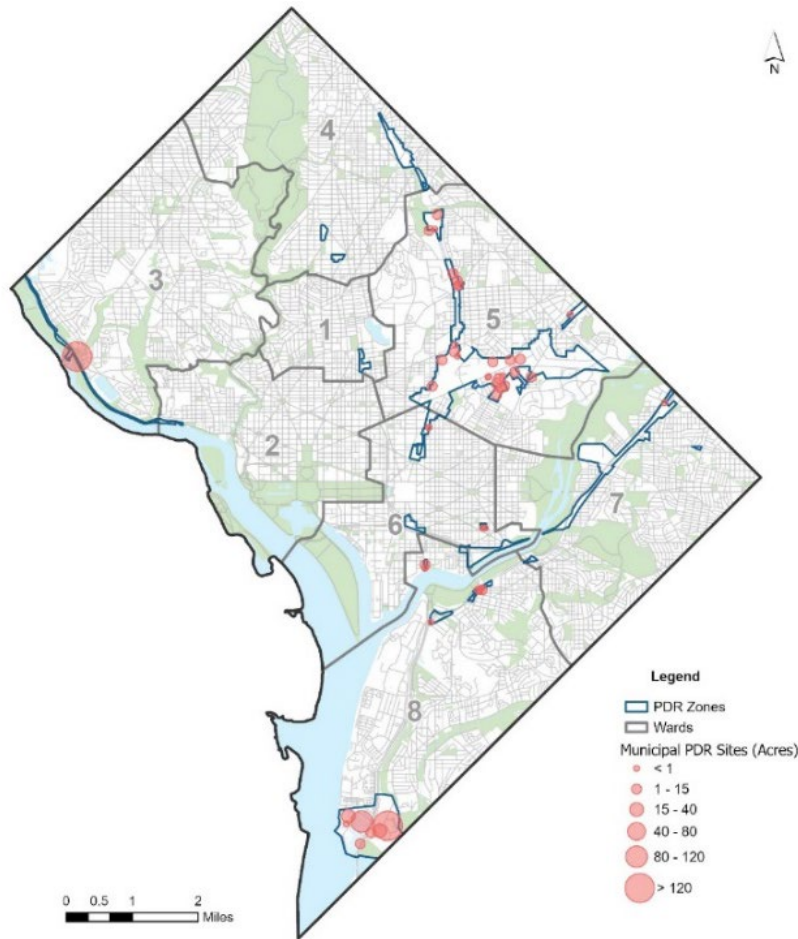 N
4
3
5
1
2
7
6
8
Legend
PDR Zones
Wards
Municipal PDR Sites (Acres)
< 1
1 - 15
15 - 40
40 - 80
80 - 120
> 120
0 0.5 1 2
Miles